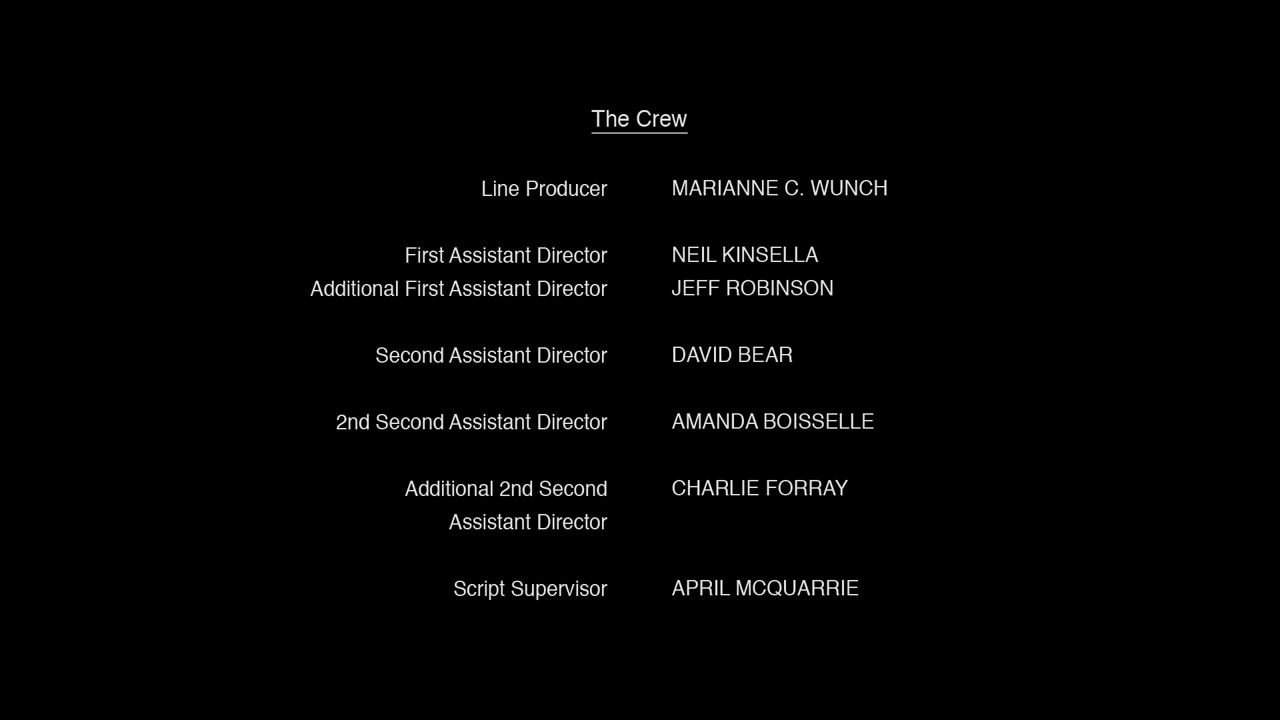 The Crew
Line Producer MARIANNE C. WUNCH
First Assistant Director NEIL KINSELLA
Additional First Assistant Director JEFF ROBINSON
Second Assistant Director DAVID BEAR
2nd Second Assistant Director AMANDA BOISSELLE
Additional 2nd Second CHARLIE FORRAY
Assistant Director
Script Supervisor APRIL MCQUARRIE